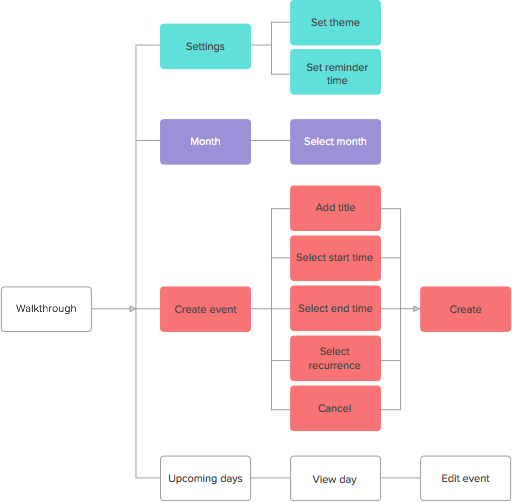 Set theme
Settings
Set reminder
time
Month
Select month
Add title
Select start time
Walkthrough
Create event
Select end time
Create
Select
recurrence
Cancel
Upcoming days
View day
Edit event